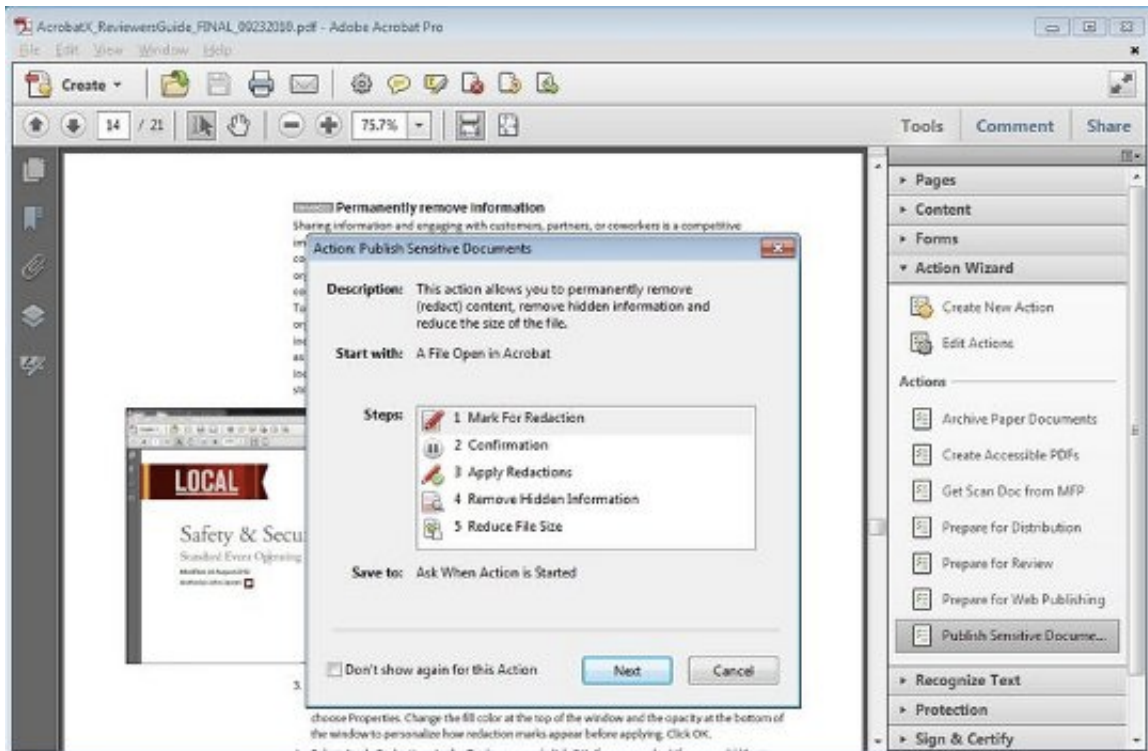 AcrobatX_ReviewersGuide_FINAL_09232010.pdf - Adobe Acrobat Pro
File Edit View Window Help
Create
14 / 21 75.7% Tools Comment Share
Permanently remove information
Sharing information and engaging with customers, partners, or coworkers is a competitive
Action: Publish Sensitive Documents
Description: This action allows you to permanently remove
(redact) content, remove hidden information and
reduce the size of the file.
Start with: A File Open in Acrobat
Steps:
1 Mark For Redaction
2 Confirmation
3 Apply Redactions
4 Remove Hidden Information
5 Reduce File Size
Save to: Ask When Action is Started
Don't show again for this Action
Next Cancel
LOCAL
Safety & Secu
Standard Event Operating
3.
choose Properties. Change the fill color at the top of the window and the opacity at the bottom of
the window to personalize how redaction marks appear before applying. Click OK.
Pages
Content
Forms
Action Wizard
Create New Action
Edit Actions
Actions
Archive Paper Documents
Create Accessible PDFs
Get Scan Doc from MFP
Prepare for Distribution
Prepare for Review
Prepare for Web Publishing
Publish Sensitive Docume...
Recognize Text
Protection
Sign & Certify